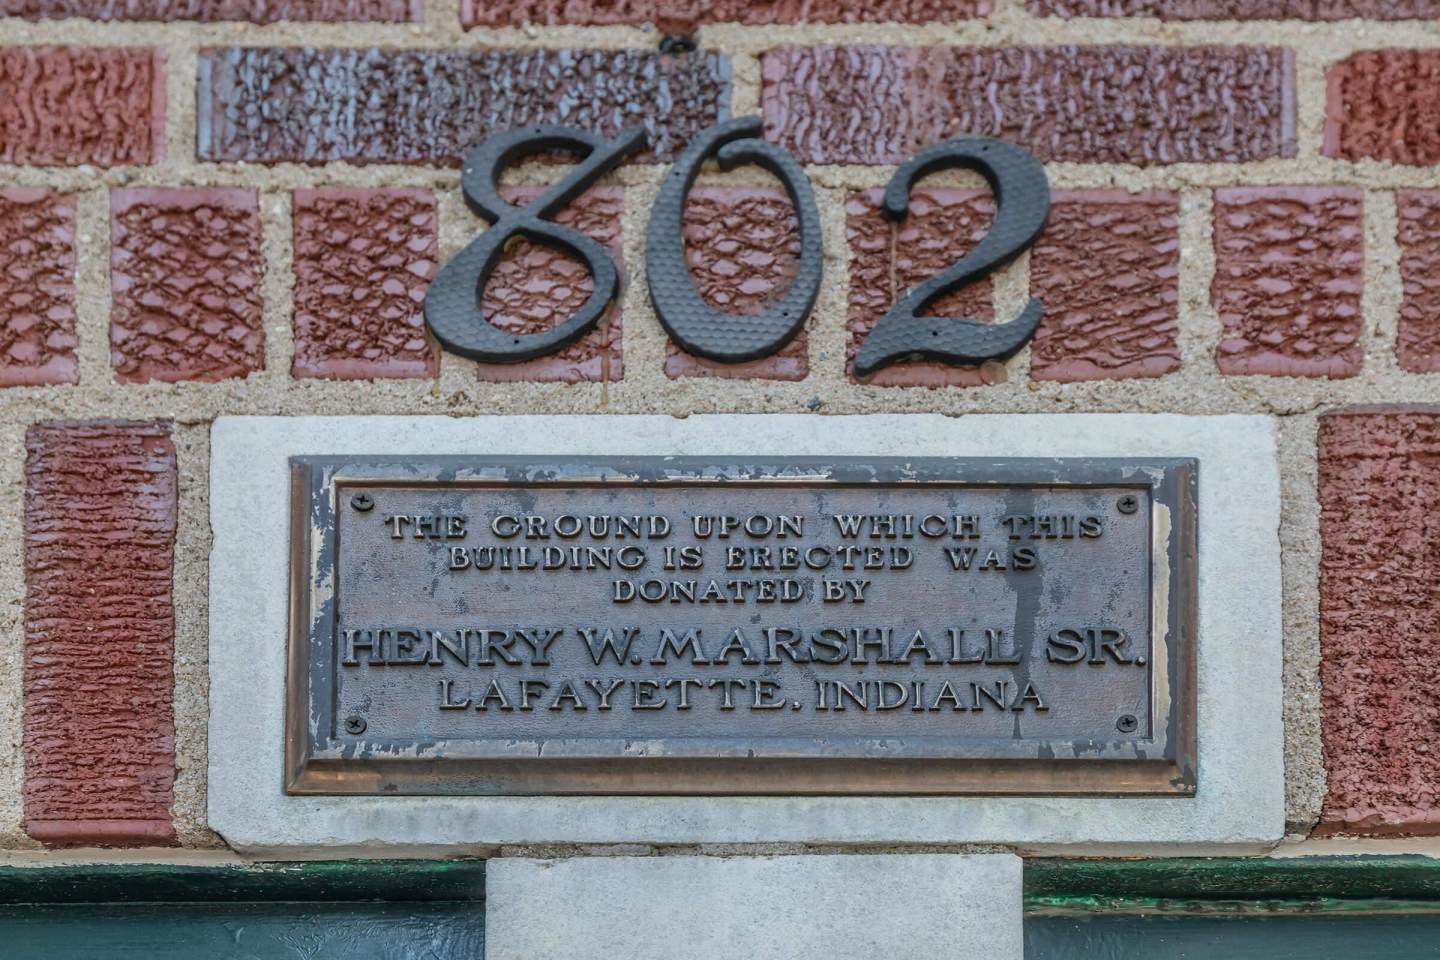 802
THE GROUND UPON WHICH THIS
BUILDING IS ERECTED WAS
DONATED BY
HENRY W. MARSHALL SR.
LAFAYETTE. INDIANA